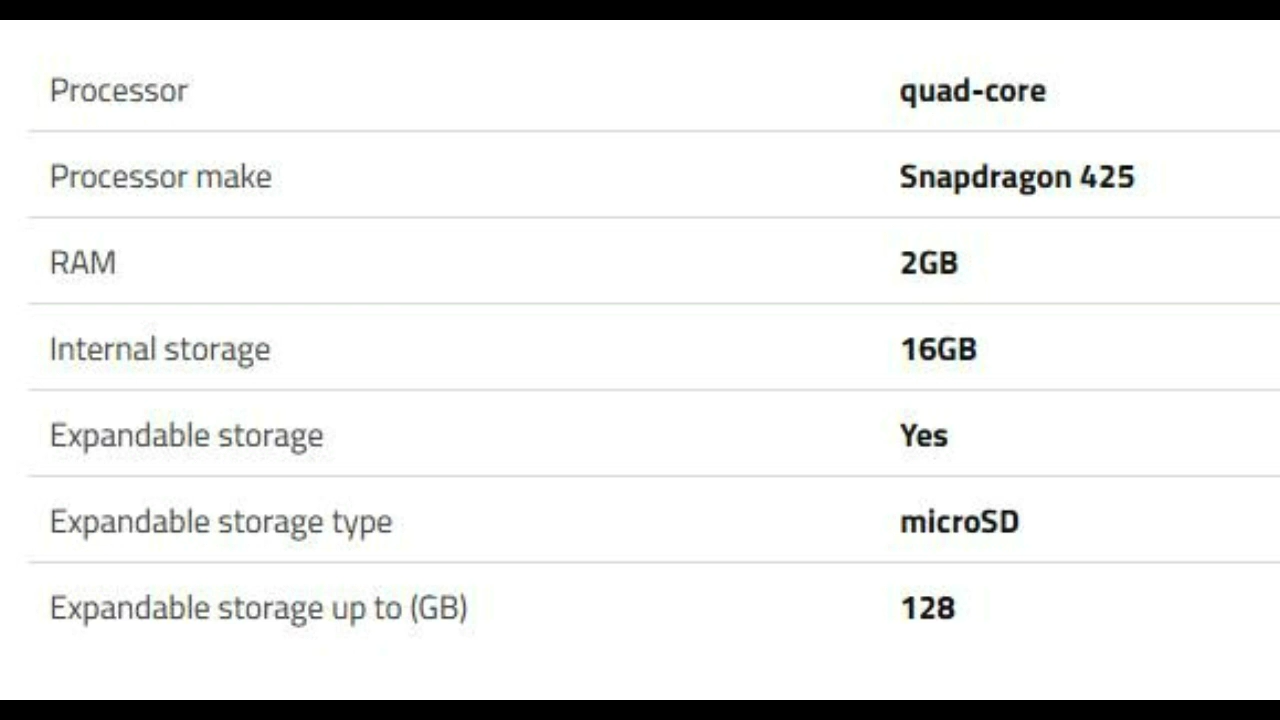 Processor quad-core
Processor make Snapdragon 425
RAM 2GB
Internal storage 16GB
Expandable storage Yes
Expandable storage type microSD
Expandable storage up to (GB) 128